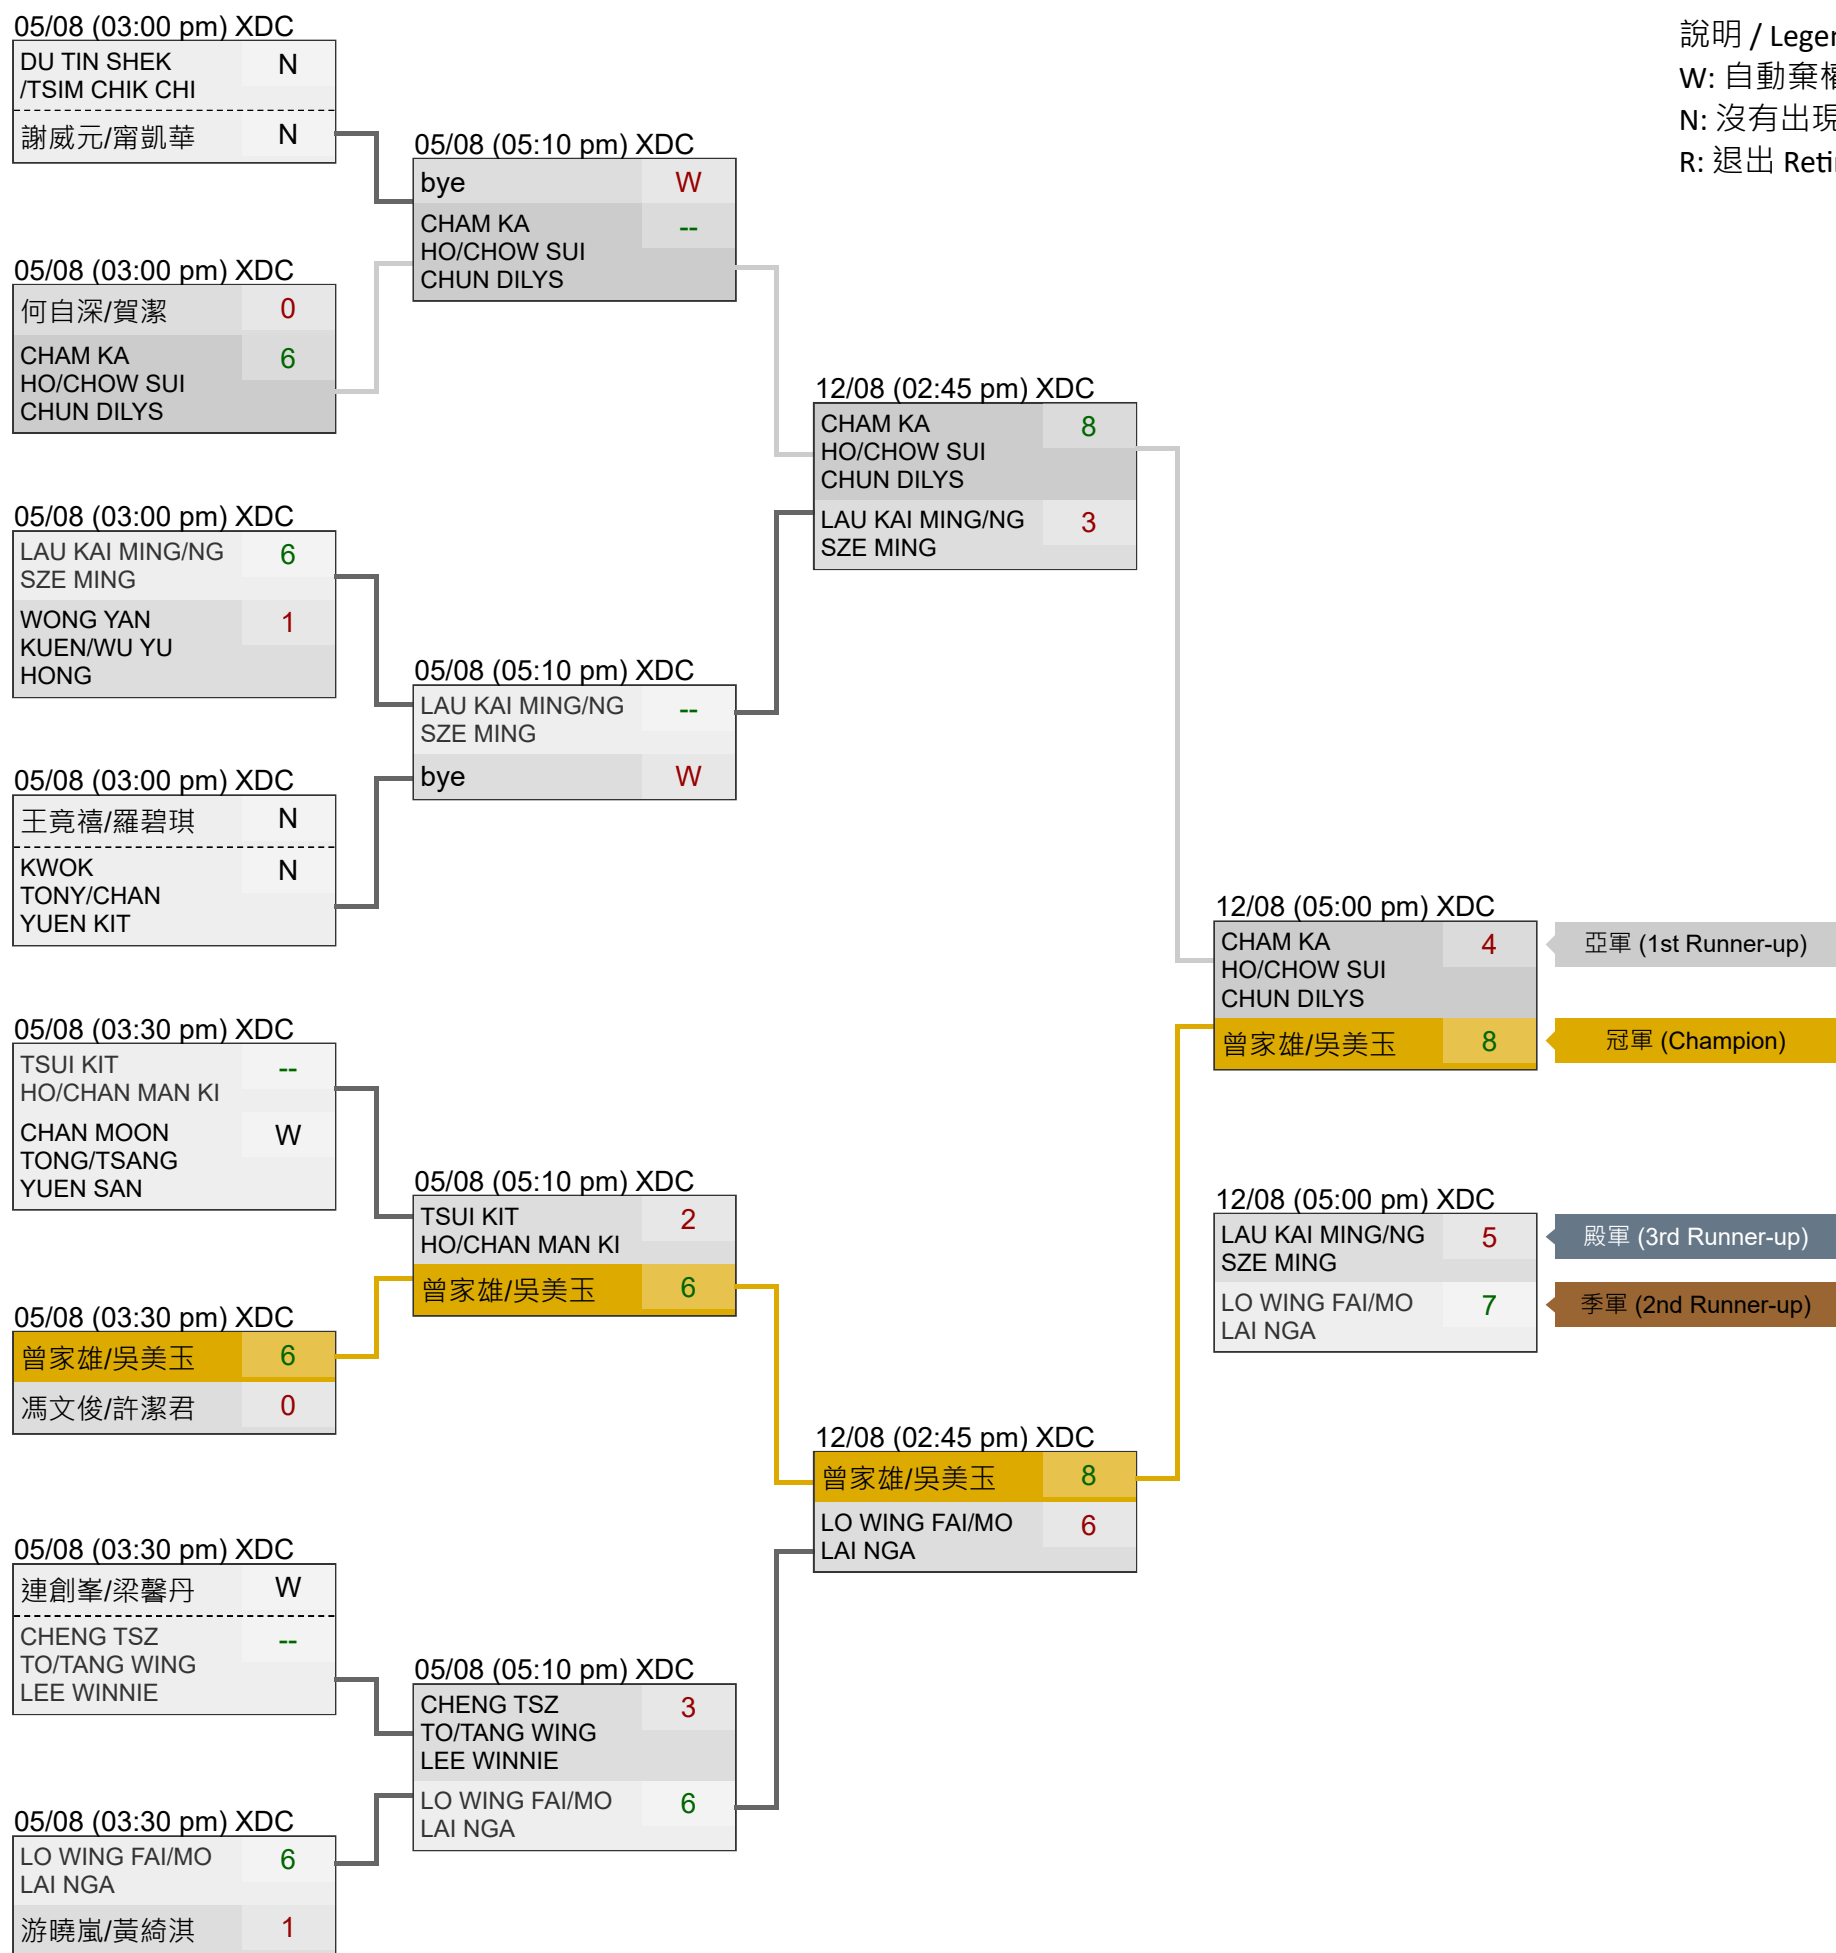 05/08 (03:00 pm) XDC
DU TIN SHEK
/TSIM CHIK CHI
N
謝威元/甯凱華
N
05/08 (03:00 pm) XDC
何自深/賀潔
0
CHAM KA
HO/CHOW SUI
CHUN DILYS
6
05/08 (03:00 pm) XDC
LAU KAI MING/NG
SZE MING
6
WONG YAN
KUEN/WU YU
HONG
1
05/08 (03:00 pm) XDC
王竟禧/羅碧琪
N
KWOK
TONY/CHAN
YUEN KIT
N
05/08 (03:30 pm) XDC
TSUI KIT
HO/CHAN MAN KI
--
CHAN MOON
TONG/TSANG
YUEN SAN
W
05/08 (03:30 pm) XDC
曾家雄/吳美玉
6
馮文俊/許潔君
0
05/08 (03:30 pm) XDC
連創峯/梁馨丹
W
CHENG TSZ
TO/TANG WING
LEE WINNIE
--
05/08 (03:30 pm) XDC
LO WING FAI/MO
LAI NGA
6
游曉嵐/黃綺淇
1
05/08 (05:10 pm) XDC
bye
W
CHAM KA
HO/CHOW SUI
CHUN DILYS
--
05/08 (05:10 pm) XDC
LAU KAI MING/NG
SZE MING
--
bye
W
05/08 (05:10 pm) XDC
TSUI KIT
HO/CHAN MAN KI
2
曾家雄/吳美玉
6
05/08 (05:10 pm) XDC
CHENG TSZ
TO/TANG WING
LEE WINNIE
3
LO WING FAI/MO
LAI NGA
6
12/08 (02:45 pm) XDC
CHAM KA
HO/CHOW SUI
CHUN DILYS
8
LAU KAI MING/NG
SZE MING
3
12/08 (02:45 pm) XDC
曾家雄/吳美玉
8
LO WING FAI/MO
LAI NGA
6
12/08 (05:00 pm) XDC
CHAM KA
HO/CHOW SUI
CHUN DILYS
4
亞軍 (1st Runner-up)
曾家雄/吳美玉
8
冠軍 (Champion)
12/08 (05:00 pm) XDC
LAU KAI MING/NG
SZE MING
5
殿軍 (3rd Runner-up)
LO WING FAI/MO
LAI NGA
7
季軍 (2nd Runner-up)
說明 / Leger
W: 自動棄權
N: 沒有出現
R: 退出 Retir